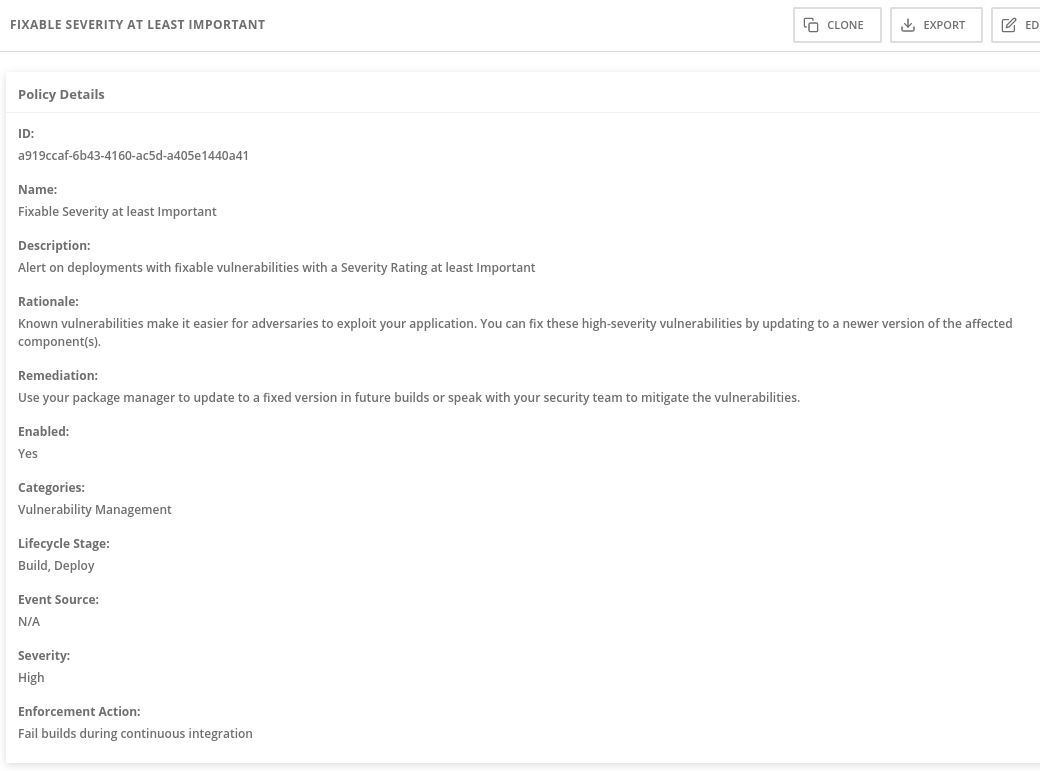 FIXABLE SEVERITY AT LEAST IMPORTANT
CLONE
EXPORT
ED
Policy Details
ID:
a919ccaf-6b43-4160-ac5d-a405e1440a41
Name:
Fixable Severity at least Important
Description:
Alert on deployments with fixable vulnerabilities with a Severity Rating at least Important
Rationale:
Known vulnerabilities make it easier for adversaries to exploit your application. You can fix these high-severity vulnerabilities by updating to a newer version of the affected
component(s).
Remediation:
Use your package manager to update to a fixed version in future builds or speak with your security team to mitigate the vulnerabilities.
Enabled:
Yes
Categories:
Vulnerability Management
Lifecycle Stage:
Build, Deploy
Event Source:
N/A
Severity:
High
Enforcement Action:
Fail builds during continuous integration